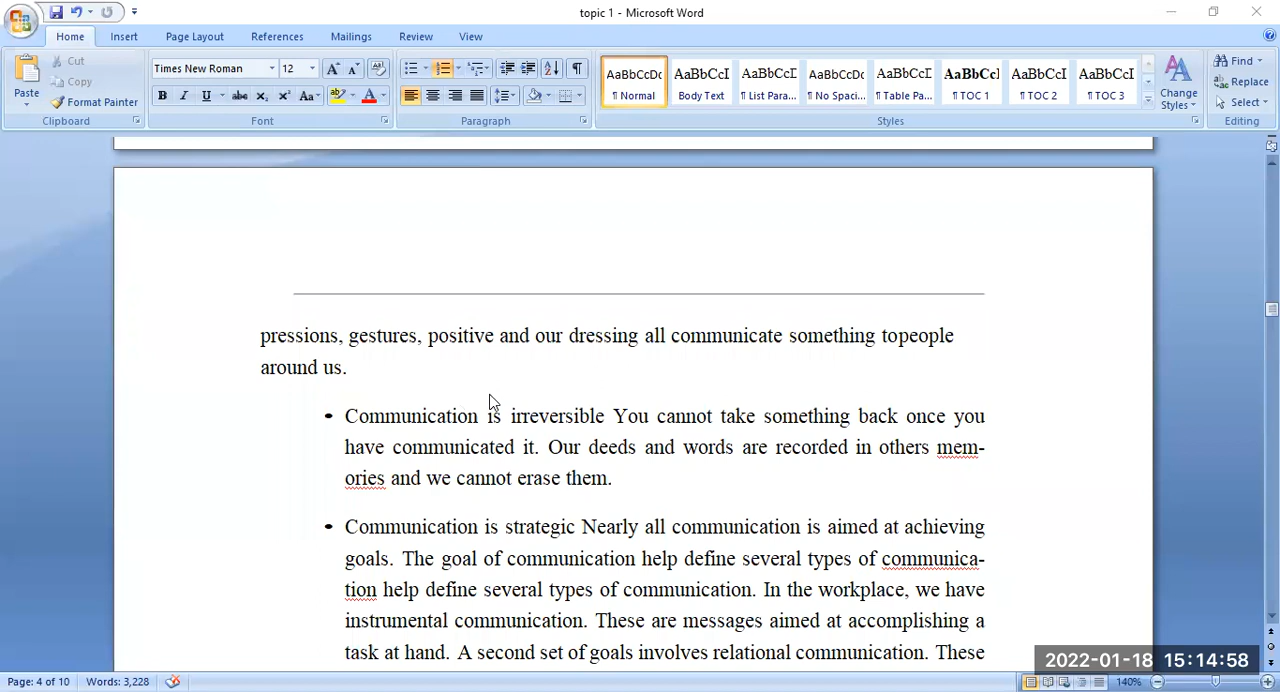 topic 1 - Microsoft Word
Home Insert Page Layout References Mailings Review View
Paste
Cut
Copy
Format Painter
Clipboard
Times New Roman 12
Font
Paragraph
AaBbCcDc AaBbCcI AaBbCcI AaBbCcDc AaBbCcI AaBbCcI AaBbCcI AaBbCcI
¶ Normal Body Text ¶ List Para... ¶ No Spaci... ¶ Table Pa... ¶ TOC 1 ¶ TOC 2 ¶ TOC 3
Styles
Change
Styles
Find
Replace
Select
Editing
pressions, gestures, positive and our dressing all communicate something topeople
around us.
• Communication is irreversible You cannot take something back once you
have communicated it. Our deeds and words are recorded in others mem-
ories and we cannot erase them.
• Communication is strategic Nearly all communication is aimed at achieving
goals. The goal of communication help define several types of communica-
tion help define several types of communication. In the workplace, we have
instrumental communication. These are messages aimed at accomplishing a
task at hand. A second set of goals involves relational communication. These
2022-01-18 15:14:58
Page: 4 of 10 Words: 3,228 140%